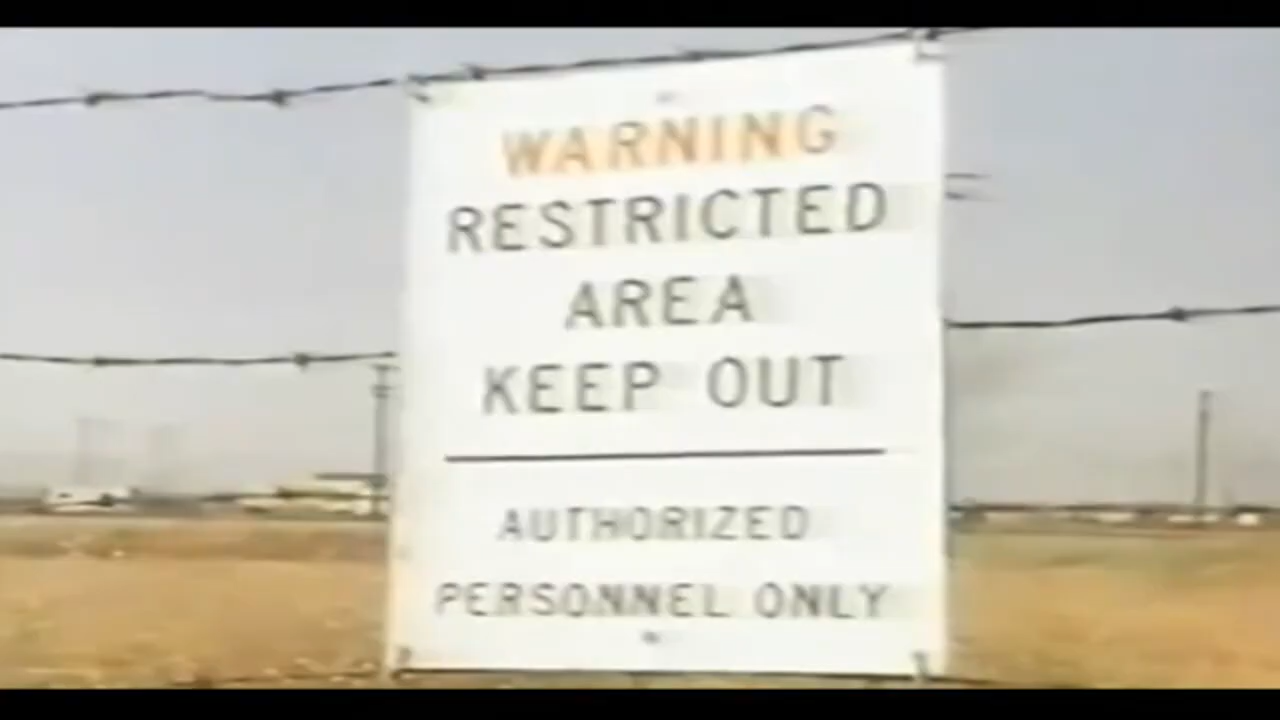 WARNING
RESTRICTED
AREA
KEEP OUT
AUTHORIZED
PERSONNEL ONLY